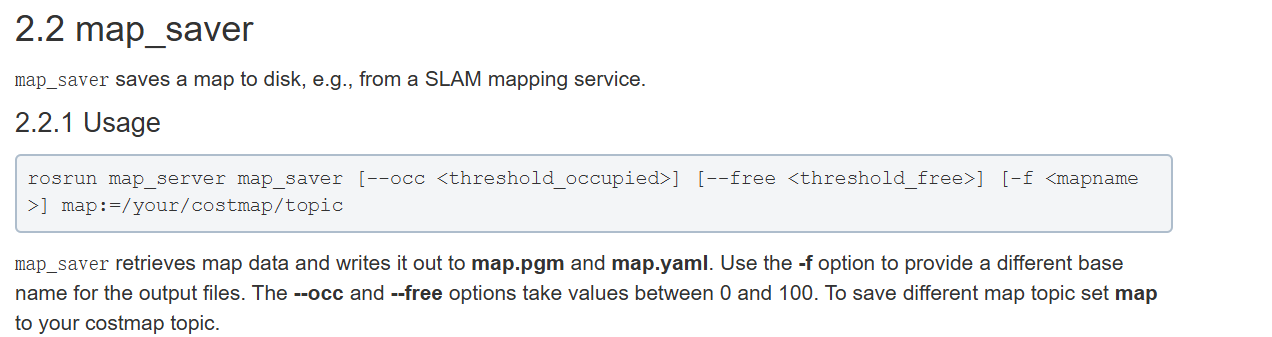 2.2 map_saver
map_saver saves a map to disk, e.g., from a SLAM mapping service.
2.2.1 Usage
rosrun map_server map_saver [--occ <threshold_occupied>] [--free <threshold_free>] [-f <mapname
>] map:=/your/costmap/topic
map_saver retrieves map data and writes it out to map.pgm and map.yaml. Use the -f option to provide a different base
name for the output files. The --occ and --free options take values between 0 and 100. To save different map topic set map
to your costmap topic.